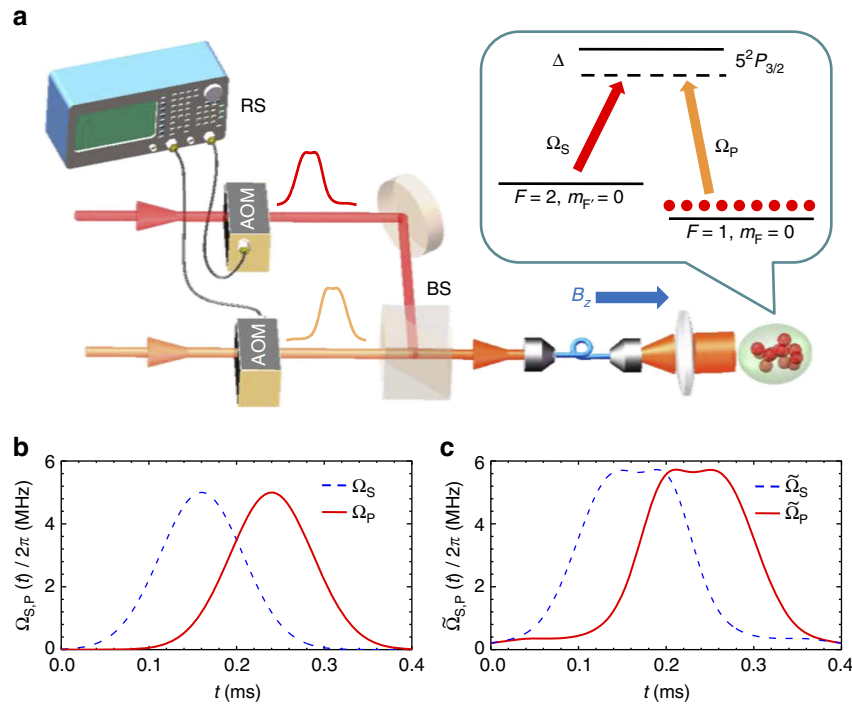 a
RS
AOM
AOM
BS
B_z
Δ
5²P₃/₂
Ω_S
Ω_P
F = 2, m_F′ = 0
F = 1, m_F = 0
b
Ω_S,P (t) / 2π (MHz)
6
4
2
0
0.0 0.1 0.2 0.3 0.4
t (ms)
Ω_S
Ω_P
c
Ω̃_S,P (t) / 2π (MHz)
6
4
2
0
0.0 0.1 0.2 0.3 0.4
t (ms)
Ω̃_S
Ω̃_P